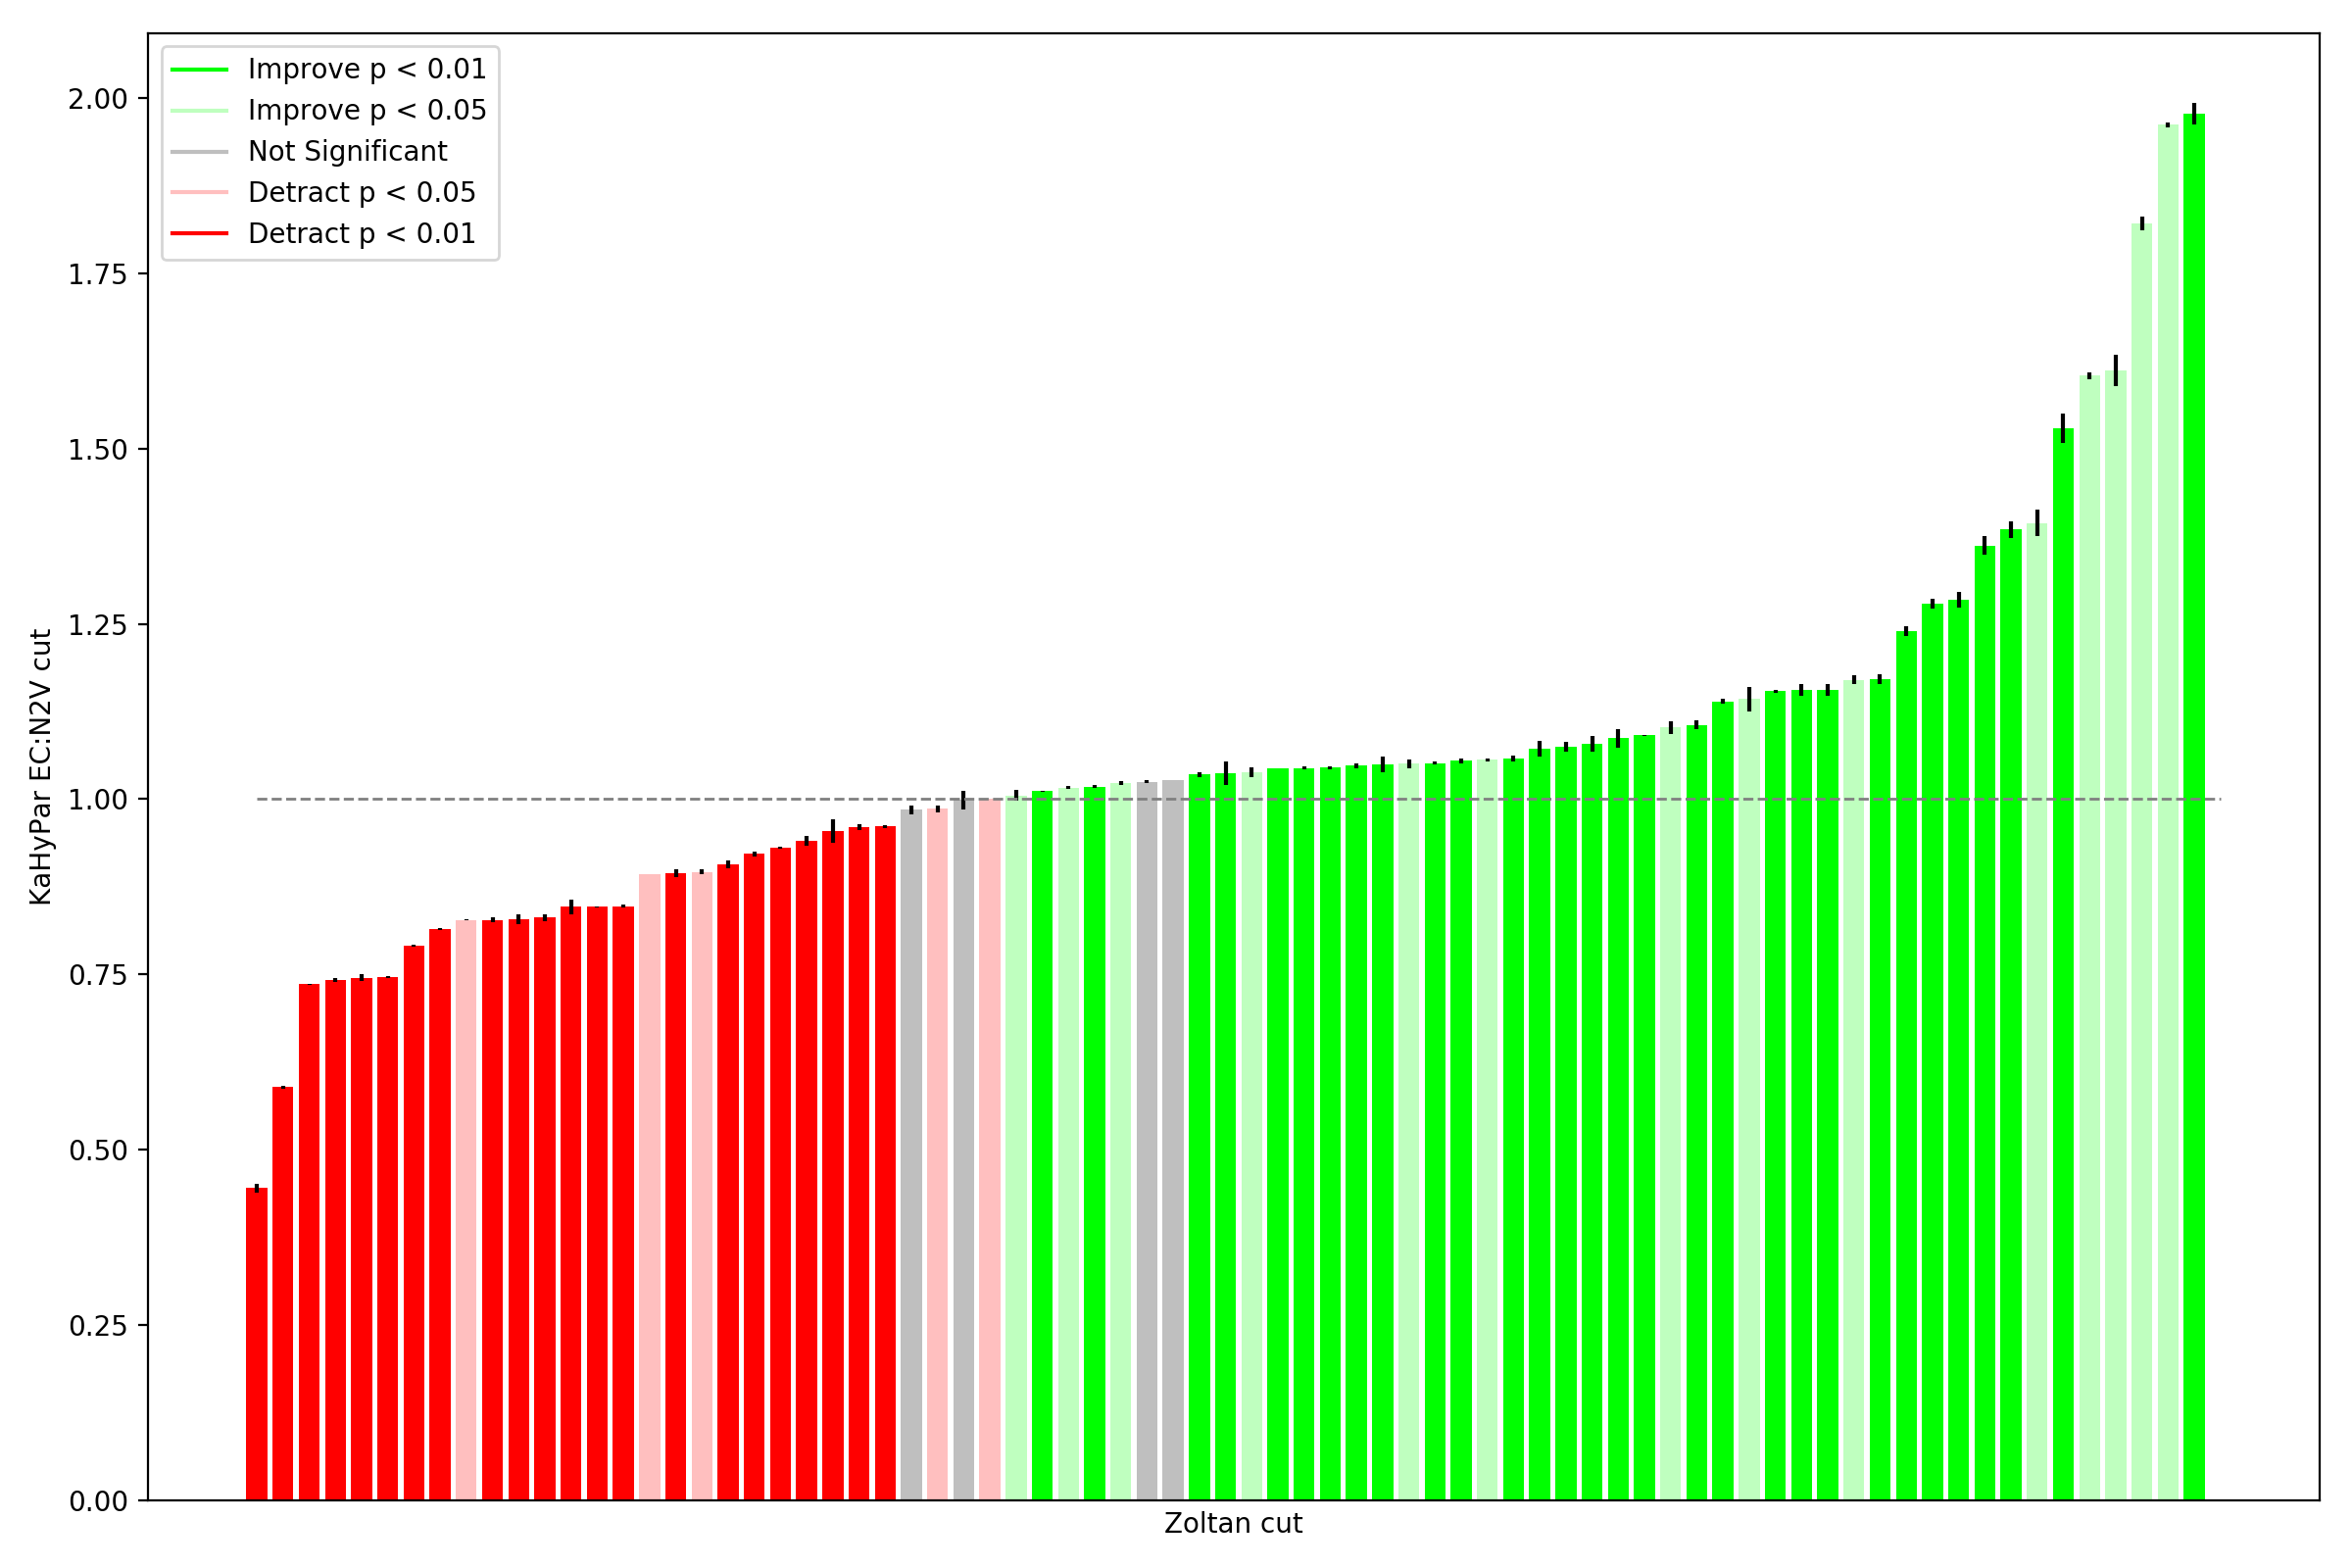 Improve p < 0.01
Improve p < 0.05
Not Significant
Detract p < 0.05
Detract p < 0.01
2.00
1.75
1.50
1.25
1.00
0.75
0.50
0.25
0.00
KaHyPar EC:N2V cut
Zoltan cut